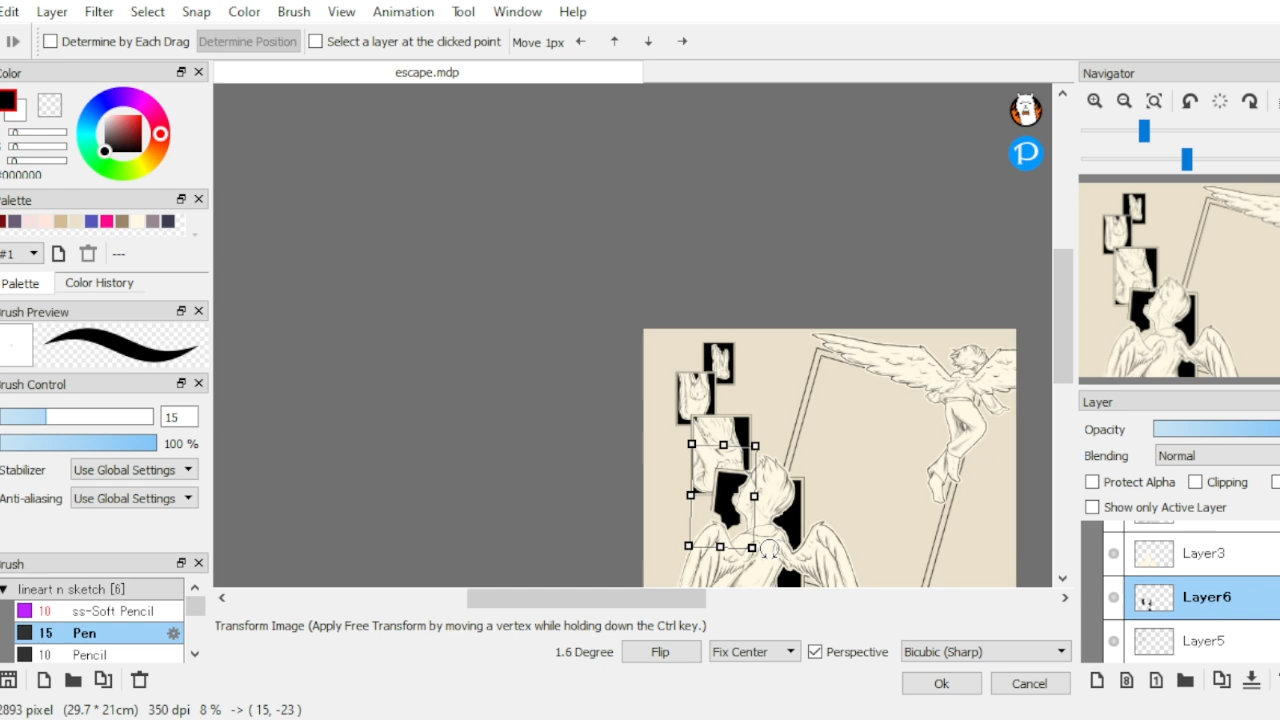 Edit Layer Filter Select Snap Color Brush View Animation Tool Window Help
Determine by Each Drag Determine Position Select a layer at the clicked point Move 1px
Color
escape.mdp
Navigator
#000000
Palette
#1 ---
Palette Color History
Brush Preview
Brush Control
15
100 %
Stabilizer Use Global Settings
Anti-aliasing Use Global Settings
Brush
lineart n sketch [6]
10 ss-Soft Pencil
15 Pen
10 Pencil
Layer
Opacity
Blending Normal
Protect Alpha Clipping
Show only Active Layer
Layer3
Layer6
Layer5
Transform Image (Apply Free Transform by moving a vertex while holding down the Ctrl key.)
1.6 Degree Flip Fix Center Perspective Bicubic (Sharp)
Ok Cancel
2893 pixel (29.7 * 21cm) 350 dpi 8 % -> ( 15, -23 )